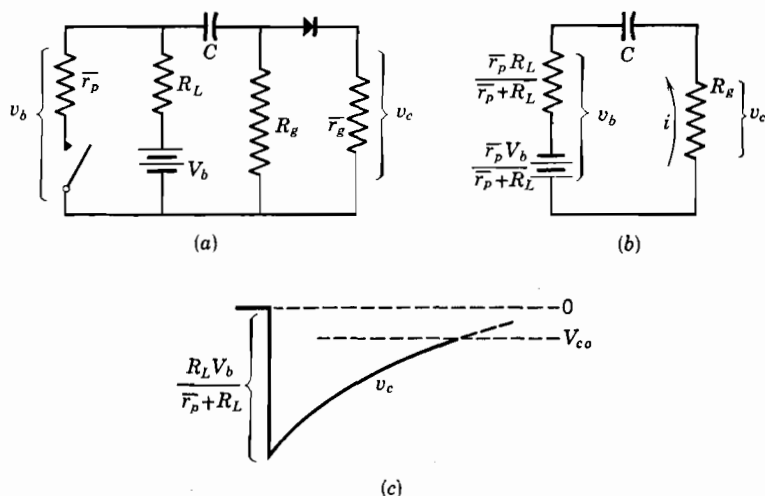 v_b
r̅_p
R_L
V_b
C
R_g
r̅_g
v_c
(a)
C
r̅_p R_L
r̅_p + R_L
r̅_p V_b
r̅_p + R_L
v_b
i
R_g
v_c
(b)
0
V_co
R_L V_b
r̅_p + R_L
v_c
(c)